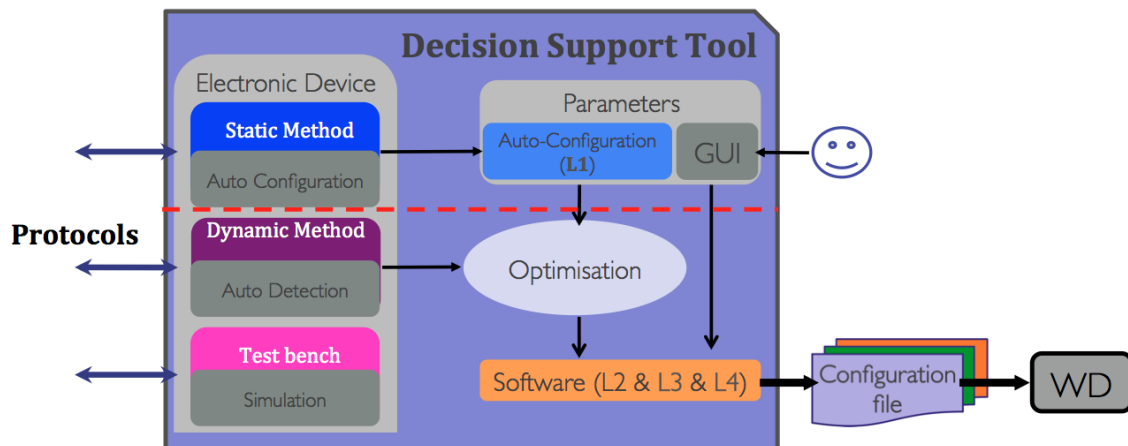 Decision Support Tool
Electronic Device
Static Method
Auto Configuration
Parameters
Auto-Configuration
(L1)
GUI
Protocols
Dynamic Method
Auto Detection
Optimisation
Test bench
Simulation
Software (L2 & L3 & L4)
Configuration
file
WD